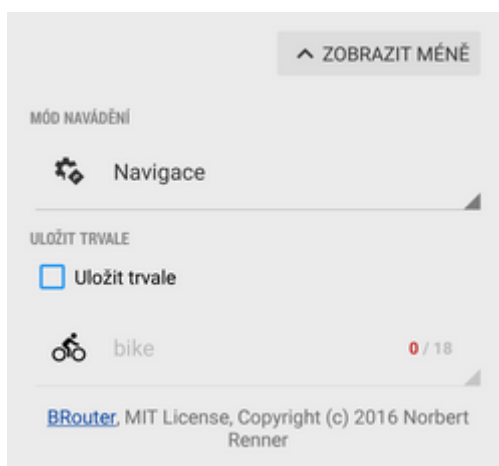 ZOBRAZIT MÉNĚ
MÓD NAVÁDĚNÍ
Navigace
ULOŽIT TRVALE
Uložit trvale
bike 0 / 18
BRouter, MIT License, Copyright (c) 2016 Norbert
Renner